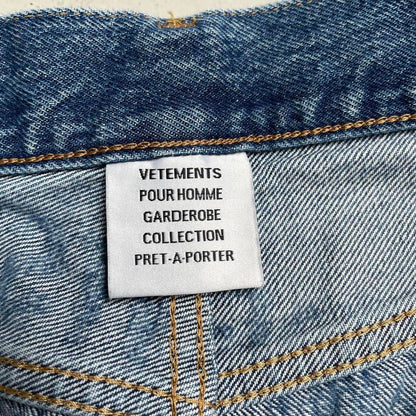 VETEMENTS
POUR HOMME
GARDEROBE
COLLECTION
PRET-A-PORTER